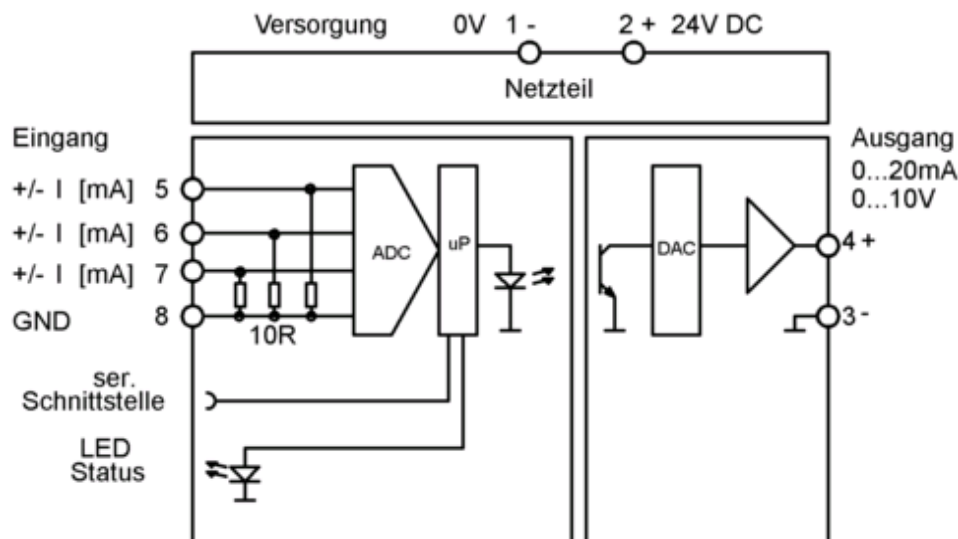 Versorgung 0V 1 - 2 + 24V DC
Netzteil
Eingang
Ausgang
0...20mA
0...10V
+/- I [mA] 5
+/- I [mA] 6
+/- I [mA] 7
GND 8
10R
ADC
uP
DAC
4 +
3 -
ser.
Schnittstelle
LED
Status